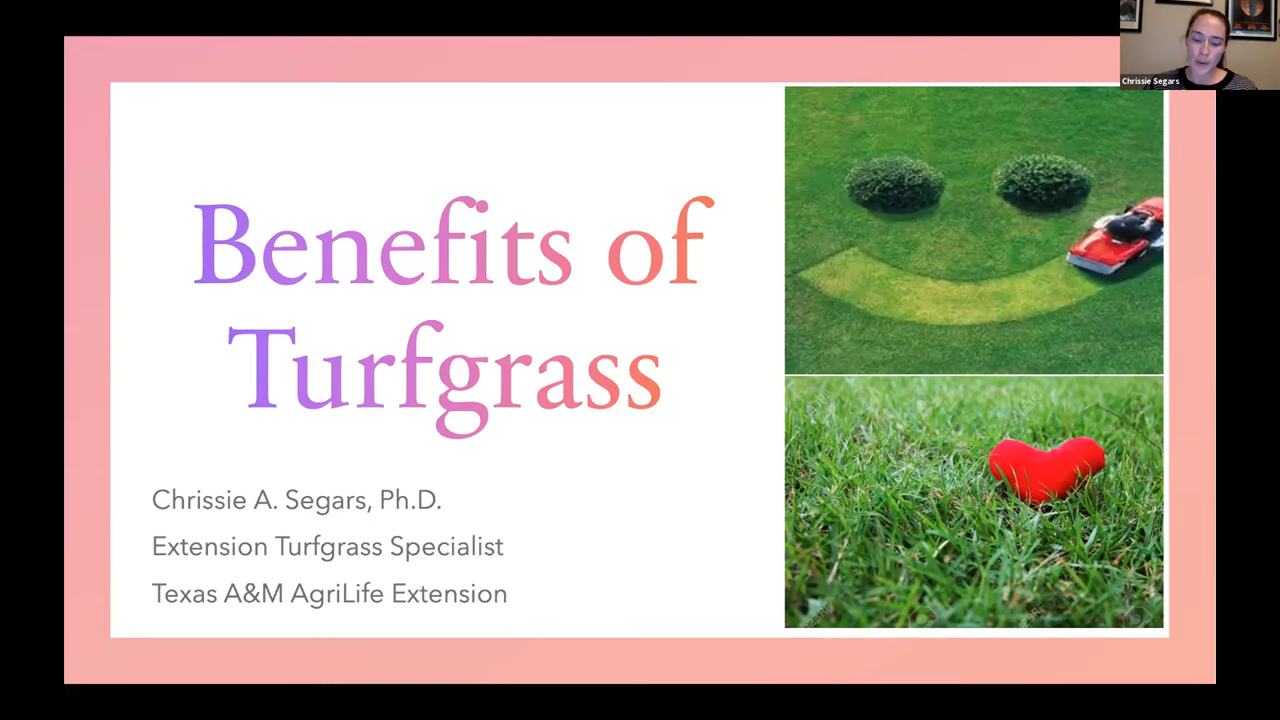 Chrissie Segars
Benefits of
Turfgrass
Chrissie A. Segars, Ph.D.
Extension Turfgrass Specialist
Texas A&M AgriLife Extension